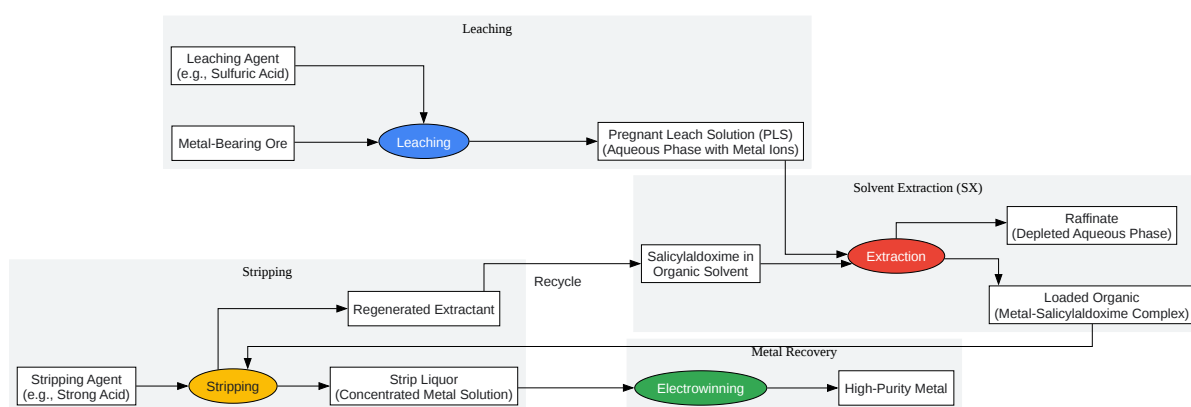 Leaching
Leaching Agent
(e.g., Sulfuric Acid)
Metal-Bearing Ore
Leaching
Pregnant Leach Solution (PLS)
(Aqueous Phase with Metal Ions)
Solvent Extraction (SX)
Raffinate
(Depleted Aqueous Phase)
Salicylaldoxime in
Organic Solvent
Extraction
Loaded Organic
(Metal-Salicylaldoxime Complex)
Stripping
Recycle
Regenerated Extractant
Stripping Agent
(e.g., Strong Acid)
Stripping
Strip Liquor
(Concentrated Metal Solution)
Metal Recovery
Electrowinning
High-Purity Metal